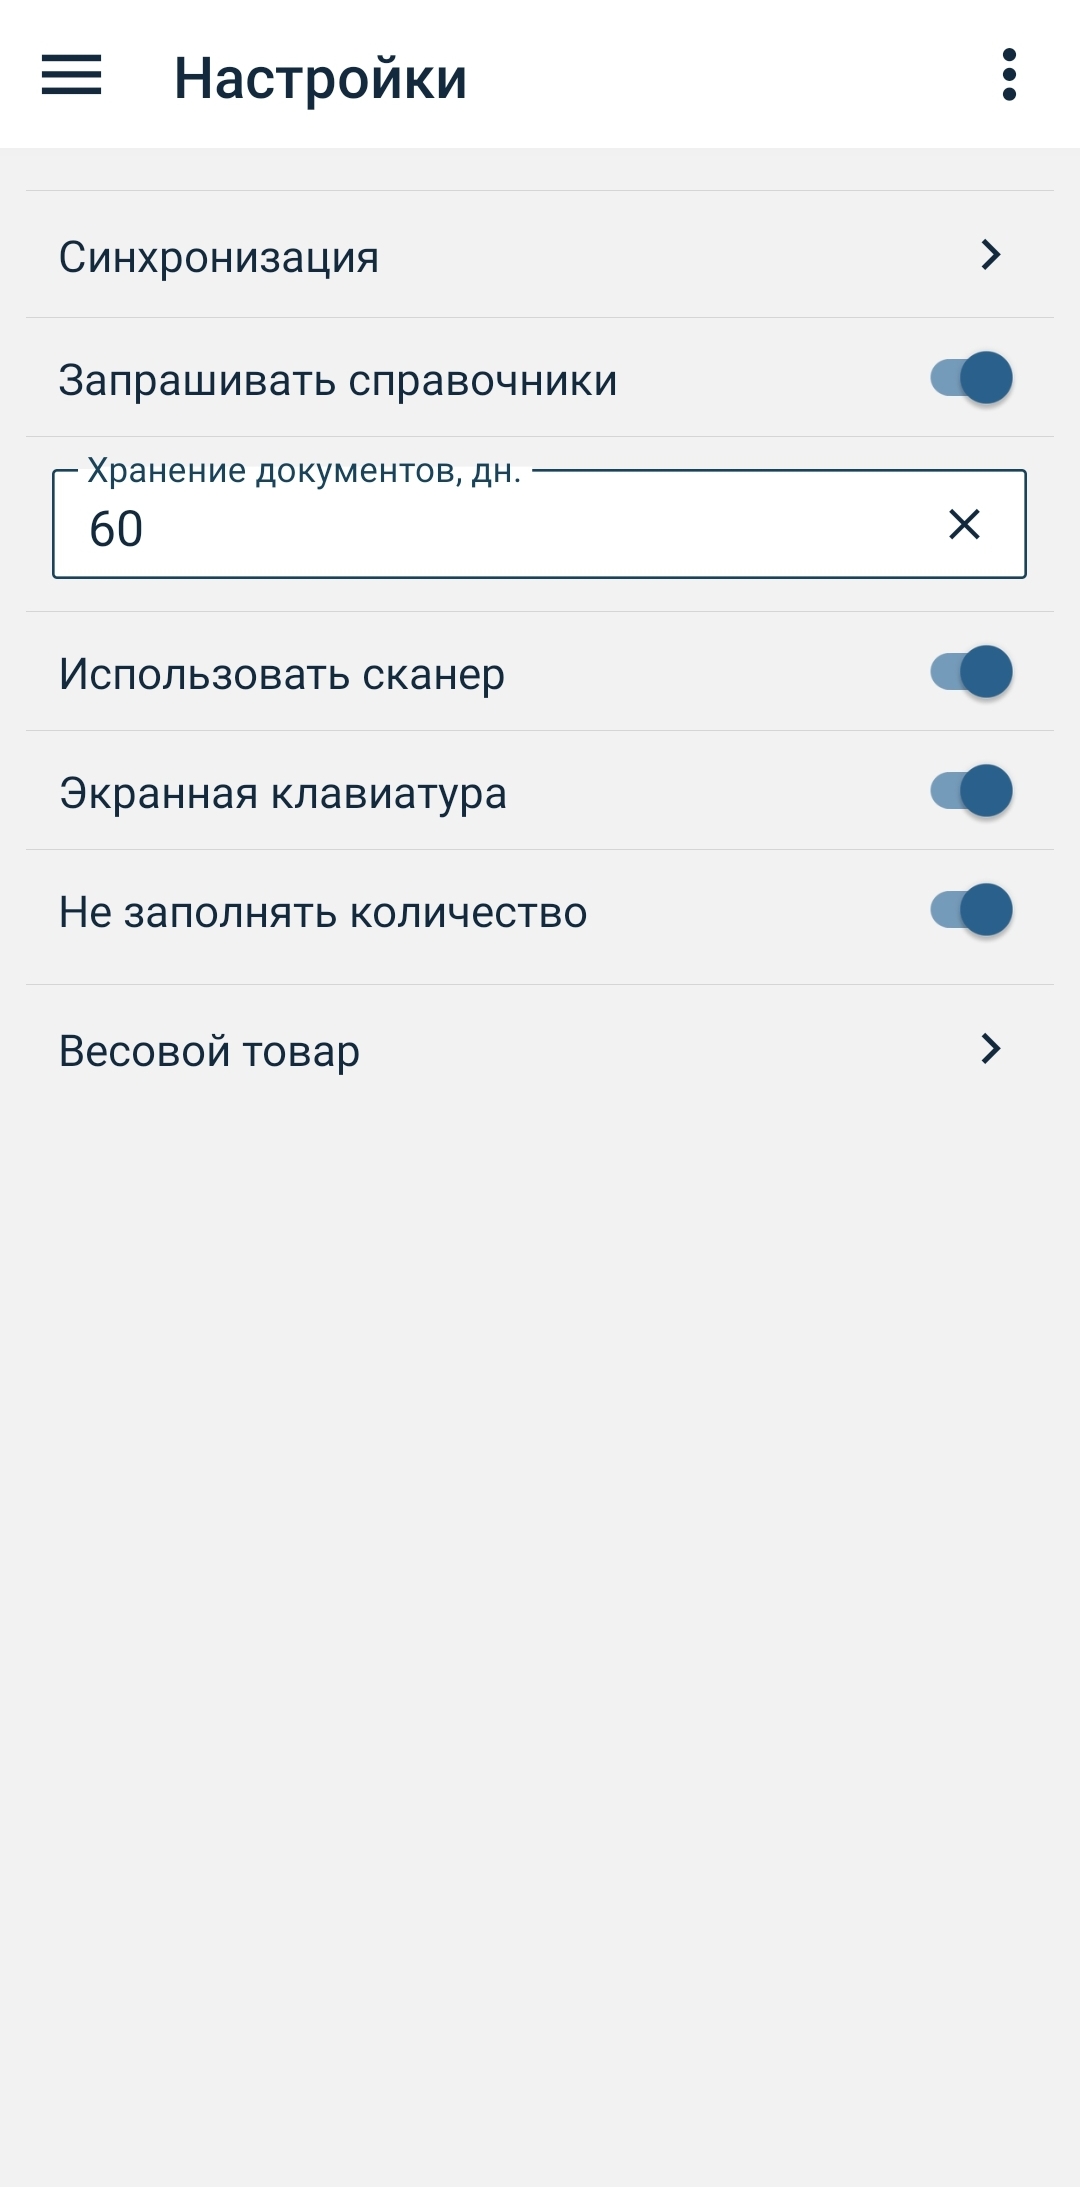 Настройки
Синхронизация
Запрашивать справочники
Хранение документов, дн.
60
Использовать сканер
Экранная клавиатура
Не заполнять количество
Весовой товар